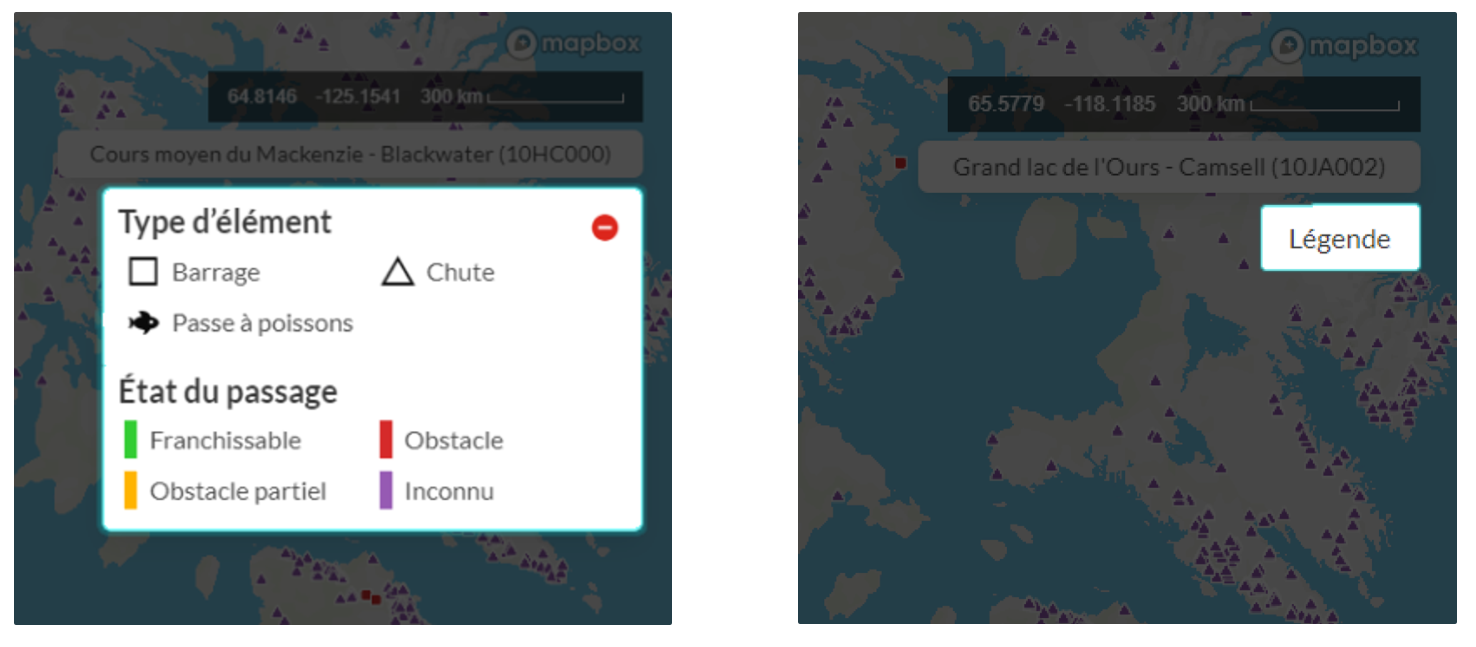 mapbox
64.8146 -125.1541 300 km
Cours moyen du Mackenzie - Blackwater (10HC000)
Type d’élément
Barrage
Chute
Passe à poissons
État du passage
Franchissable
Obstacle
Obstacle partiel
Inconnu
mapbox
65.5779 -118.1185 300 km
Grand lac de l'Ours - Camsell (10JA002)
Légende